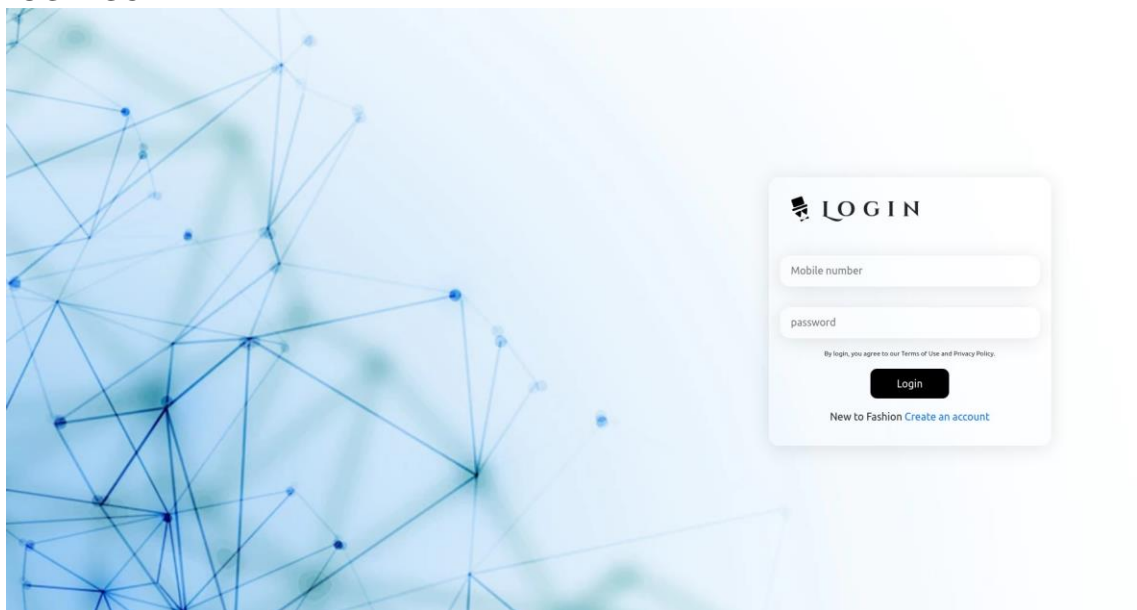 LOGIN
Mobile number
password
By login, you agree to our Terms of Use and Privacy Policy.
Login
New to Fashion Create an account